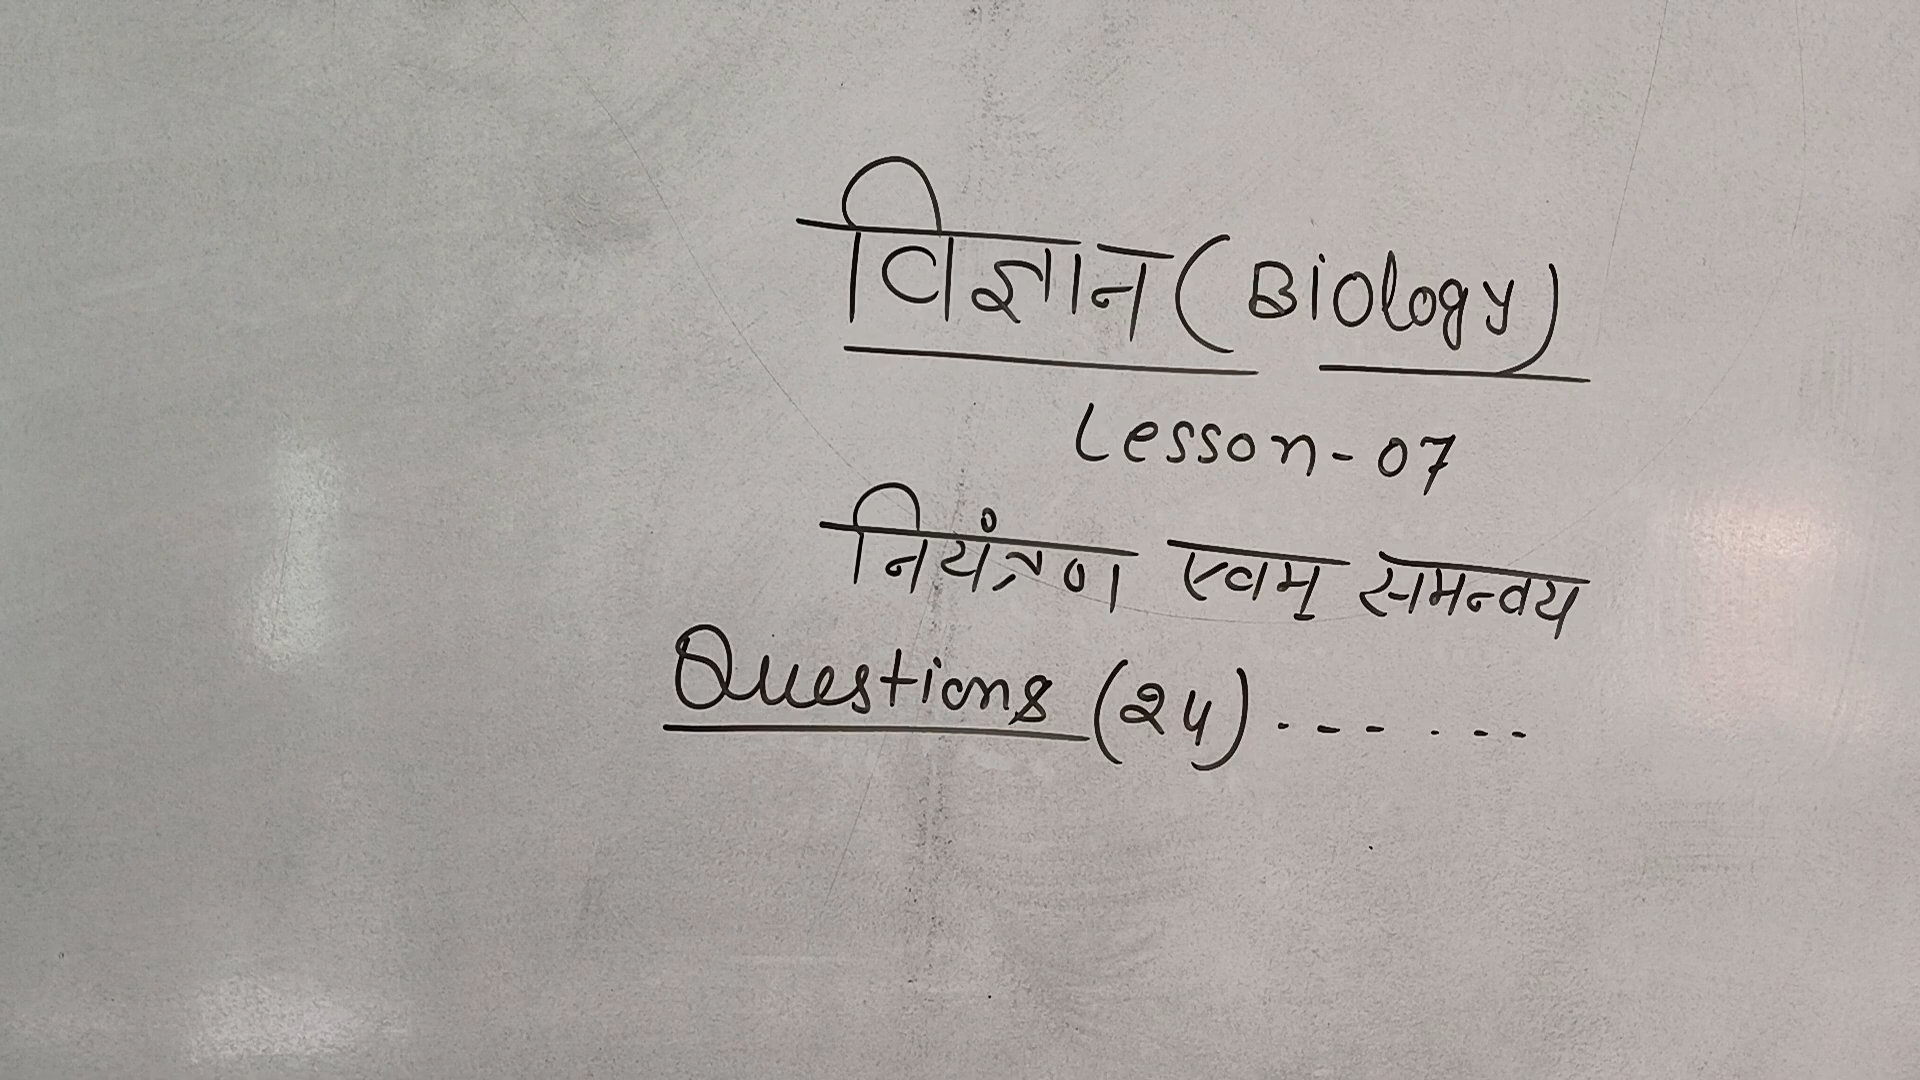 विज्ञान (Biology)
Lesson-07
नियंत्रण एवम् समन्वय
Questions (24) - - - - - - -